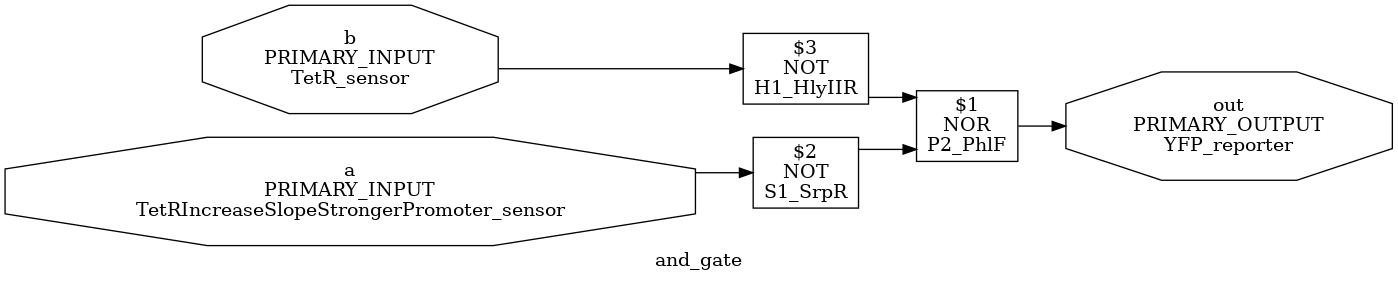 b
PRIMARY_INPUT
TetR_sensor
$3
NOT
H1_HlyIIR
$1
NOR
P2_PhlF
out
PRIMARY_OUTPUT
YFP_reporter
a
PRIMARY_INPUT
TetRIncreaseSlopeStrongerPromoter_sensor
$2
NOT
S1_SrpR
and_gate